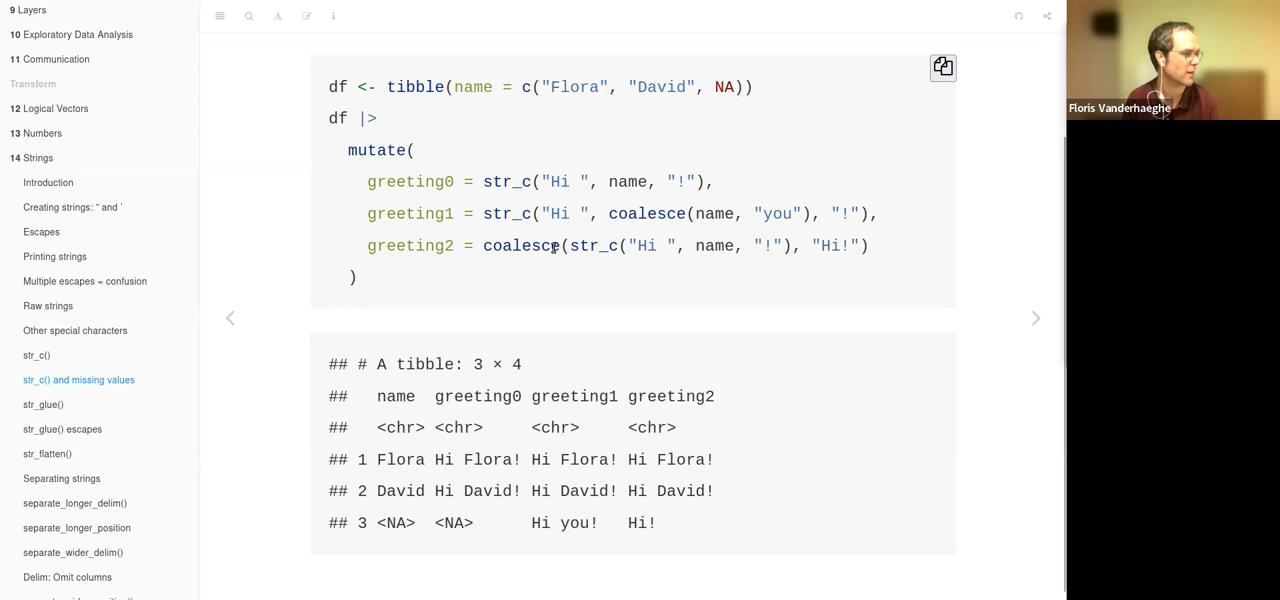 9 Layers
10 Exploratory Data Analysis
11 Communication
Transform
12 Logical Vectors
13 Numbers
14 Strings
Introduction
Creating strings: " and '
Escapes
Printing strings
Multiple escapes = confusion
Raw strings
Other special characters
str_c()
str_c() and missing values
str_glue()
str_glue() escapes
str_flatten()
Separating strings
separate_longer_delim()
separate_longer_position
separate_wider_delim()
Delim: Omit columns
df <- tibble(name = c("Flora", "David", NA))
df |>
  mutate(
    greeting0 = str_c("Hi ", name, "!"),
    greeting1 = str_c("Hi ", coalesce(name, "you"), "!"),
    greeting2 = coalesce(str_c("Hi ", name, "!"), "Hi!")
  )
## # A tibble: 3 × 4
##   name  greeting0 greeting1 greeting2
##   <chr> <chr>     <chr>     <chr>
## 1 Flora Hi Flora! Hi Flora! Hi Flora!
## 2 David Hi David! Hi David! Hi David!
## 3 <NA>  <NA>      Hi you!   Hi!
Floris Vanderhaeghe